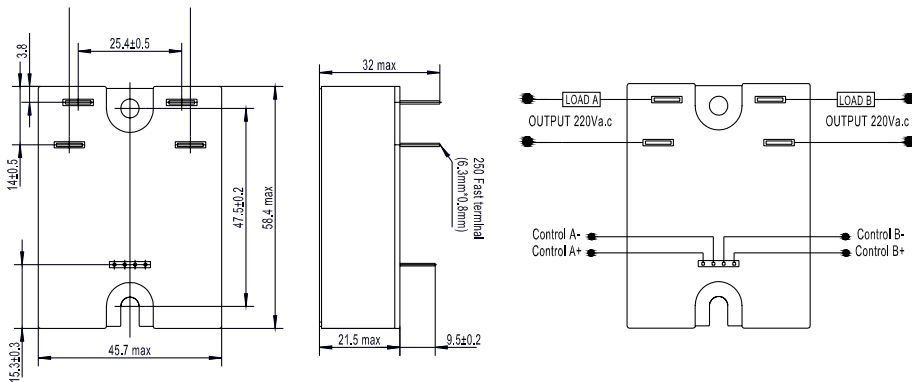 25.4±0.5
3.8
14±0.5
47.5±0.2
58.4 max
15.3±0.3
45.7 max
32 max
250 Fast terminal
(6.3mm*0.8mm)
21.5 max
9.5±0.2
LOAD A
LOAD B
OUTPUT 220Va.c
OUTPUT 220Va.c
Control A-
Control A+
Control B-
Control B+